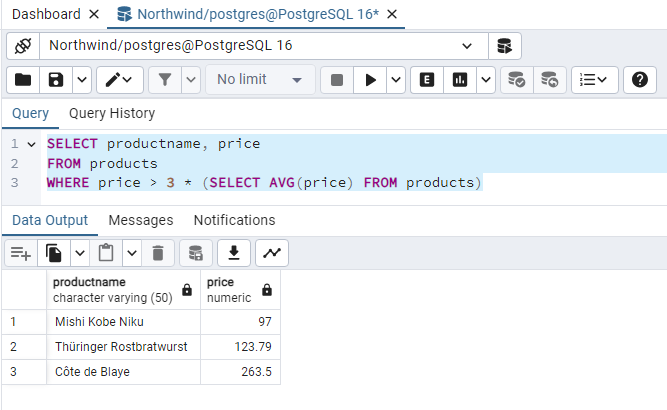 Dashboard
Northwind/postgres@PostgreSQL 16*
Northwind/postgres@PostgreSQL 16
No limit
E
Query Query History
1 SELECT productname, price
2 FROM products
3 WHERE price > 3 * (SELECT AVG(price) FROM products)
Data Output Messages Notifications
productname price
character varying (50) numeric
1 Mishi Kobe Niku 97
2 Thüringer Rostbratwurst 123.79
3 Côte de Blaye 263.5